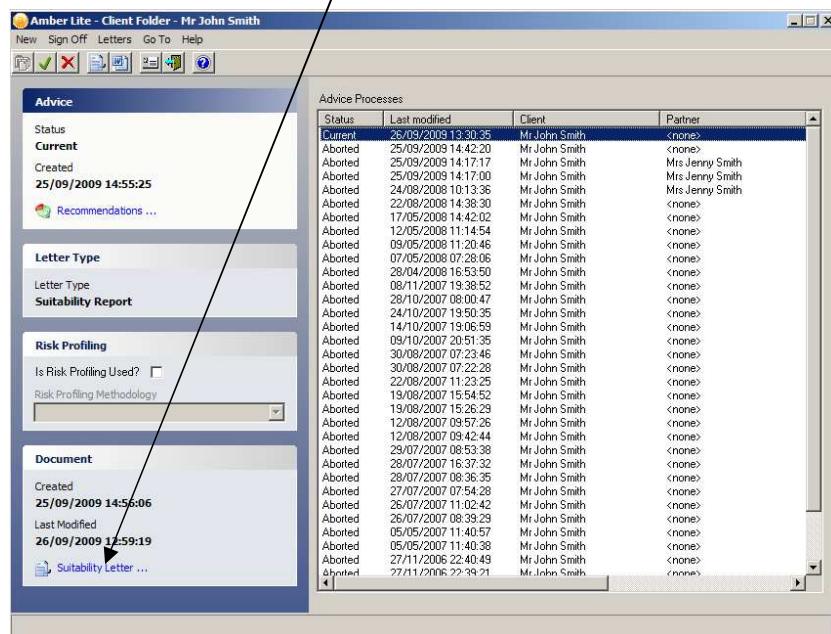 Amber Lite - Client Folder - Mr John Smith
New Sign Off Letters Go To Help
Advice
Status
Current
Created
25/09/2009 14:55:25
Recommendations ...
Letter Type
Letter Type
Suitability Report
Risk Profiling
Is Risk Profiling Used?
Risk Profiling Methodology
Document
Created
25/09/2009 14:56:06
Last Modified
26/09/2009 12:59:19
Suitability Letter ...
Advice Processes
Status Last modified Client Partner
Current 26/09/2009 13:30:35 Mr John Smith <none>
Aborted 25/09/2009 14:42:20 Mr John Smith <none>
Aborted 25/09/2009 14:17:17 Mr John Smith Mrs Jenny Smith
Aborted 25/09/2009 14:17:00 Mr John Smith Mrs Jenny Smith
Aborted 24/08/2008 10:13:36 Mr John Smith Mrs Jenny Smith
Aborted 22/08/2008 14:38:30 Mr John Smith <none>
Aborted 17/05/2008 14:42:02 Mr John Smith <none>
Aborted 12/05/2008 11:14:54 Mr John Smith <none>
Aborted 09/05/2008 11:20:46 Mr John Smith <none>
Aborted 07/05/2008 07:28:06 Mr John Smith <none>
Aborted 28/04/2008 16:53:50 Mr John Smith <none>
Aborted 08/11/2007 19:38:52 Mr John Smith <none>
Aborted 28/10/2007 08:00:47 Mr John Smith <none>
Aborted 24/10/2007 19:50:35 Mr John Smith <none>
Aborted 14/10/2007 19:06:59 Mr John Smith <none>
Aborted 09/10/2007 20:51:35 Mr John Smith <none>
Aborted 30/08/2007 07:23:46 Mr John Smith <none>
Aborted 30/08/2007 07:22:28 Mr John Smith <none>
Aborted 22/08/2007 11:23:25 Mr John Smith <none>
Aborted 19/08/2007 15:54:52 Mr John Smith <none>
Aborted 19/08/2007 15:26:29 Mr John Smith <none>
Aborted 12/08/2007 09:57:26 Mr John Smith <none>
Aborted 12/08/2007 09:42:44 Mr John Smith <none>
Aborted 29/07/2007 08:53:38 Mr John Smith <none>
Aborted 28/07/2007 16:37:32 Mr John Smith <none>
Aborted 28/07/2007 08:36:35 Mr John Smith <none>
Aborted 27/07/2007 07:54:28 Mr John Smith <none>
Aborted 26/07/2007 11:02:42 Mr John Smith <none>
Aborted 26/07/2007 08:39:29 Mr John Smith <none>
Aborted 05/05/2007 11:40:57 Mr John Smith <none>
Aborted 05/05/2007 11:40:38 Mr John Smith <none>
Aborted 27/11/2006 22:40:49 Mr John Smith <none>
Aborted 27/11/2006 22:39:21 Mr John Smith <none>